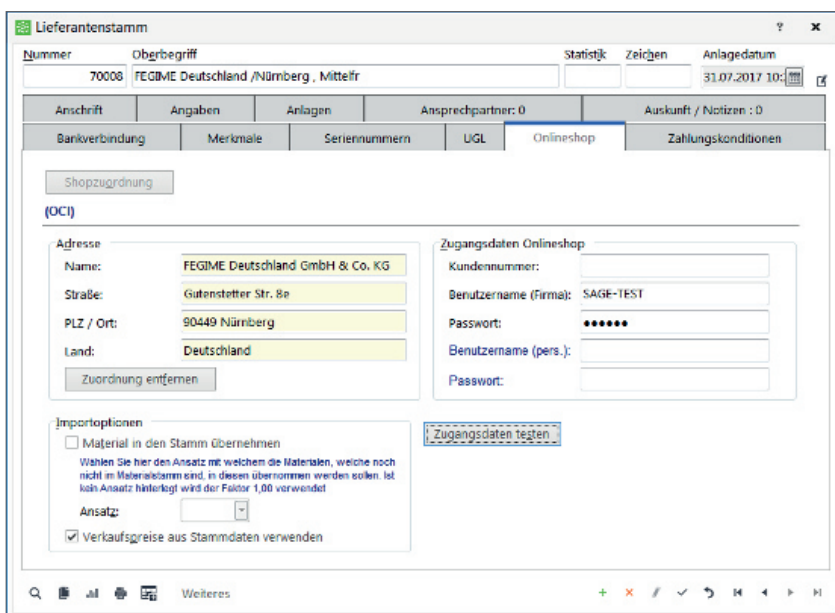 Lieferantenstamm
Nummer Oberbegriff Statistik Zeichen Anlagedatum
70008 FEGIME Deutschland /Nürnberg , Mittelfr 31.07.2017 10:
Anschrift Angaben Anlagen Ansprechpartner: 0 Auskunft / Notizen : 0
Bankverbindung Merkmale Seriennummern UGL Onlineshop Zahlungskonditionen
Shopzuordnung
(OCI)
Adresse
Name: FEGIME Deutschland GmbH & Co. KG
Straße: Gutenstetter Str. 8e
PLZ / Ort: 90449 Nürnberg
Land: Deutschland
Zuordnung entfernen
Zugangsdaten Onlineshop
Kundennummer:
Benutzername (Firma): SAGE-TEST
Passwort: ●●●●●●
Benutzername (pers.):
Passwort:
Importoptionen
Material in den Stamm übernehmen
Wählen Sie hier den Ansatz mit welchem die Materialen, welche noch
nicht im Materialstamm sind, in diesen übernommen werden sollen. Ist
kein Ansatz hinterlegt wird der Faktor 1,00 verwendet
Ansatz:
Verkaufspreise aus Stammdaten verwenden
Zugangsdaten testen
Weiteres